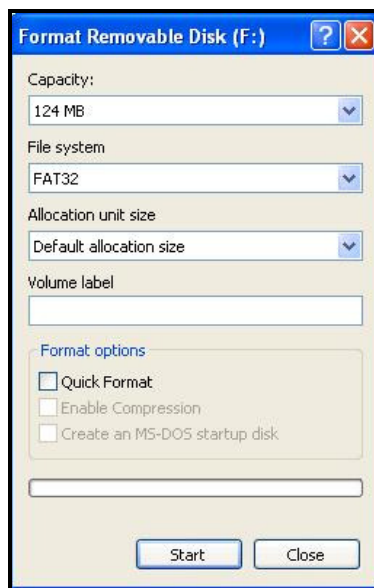 Format Removable Disk (F:)
Capacity:
124 MB
File system
FAT32
Allocation unit size
Default allocation size
Volume label
Format options
Quick Format
Enable Compression
Create an MS-DOS startup disk
Start
Close